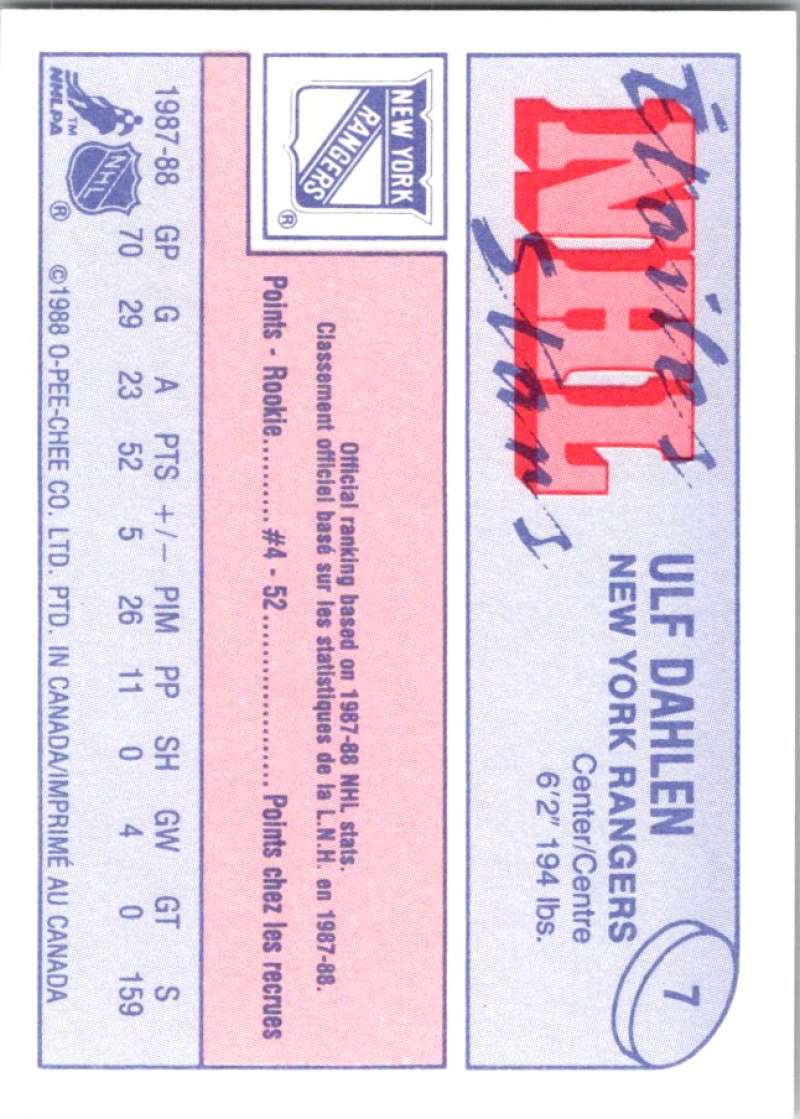 Étoiles
NHL
Stars
ULF DAHLEN
NEW YORK RANGERS
Center/Centre
6'2" 194 lbs.
7
NEW YORK
RANGERS
®
Official ranking based on 1987-88 NHL stats.
Classement officiel basé sur les statistiques de la L.N.H. en 1987-88.
Points - Rookie.......... #4 - 52.................... Points chez les recrues
1987-88 GP G A PTS +/– PIM PP SH GW GT S
70 29 23 52 5 26 11 0 4 0 159
NHLPA
™
NHL
®
©1988 O-PEE-CHEE CO. LTD. PTD. IN CANADA/IMPRIMÉ AU CANADA